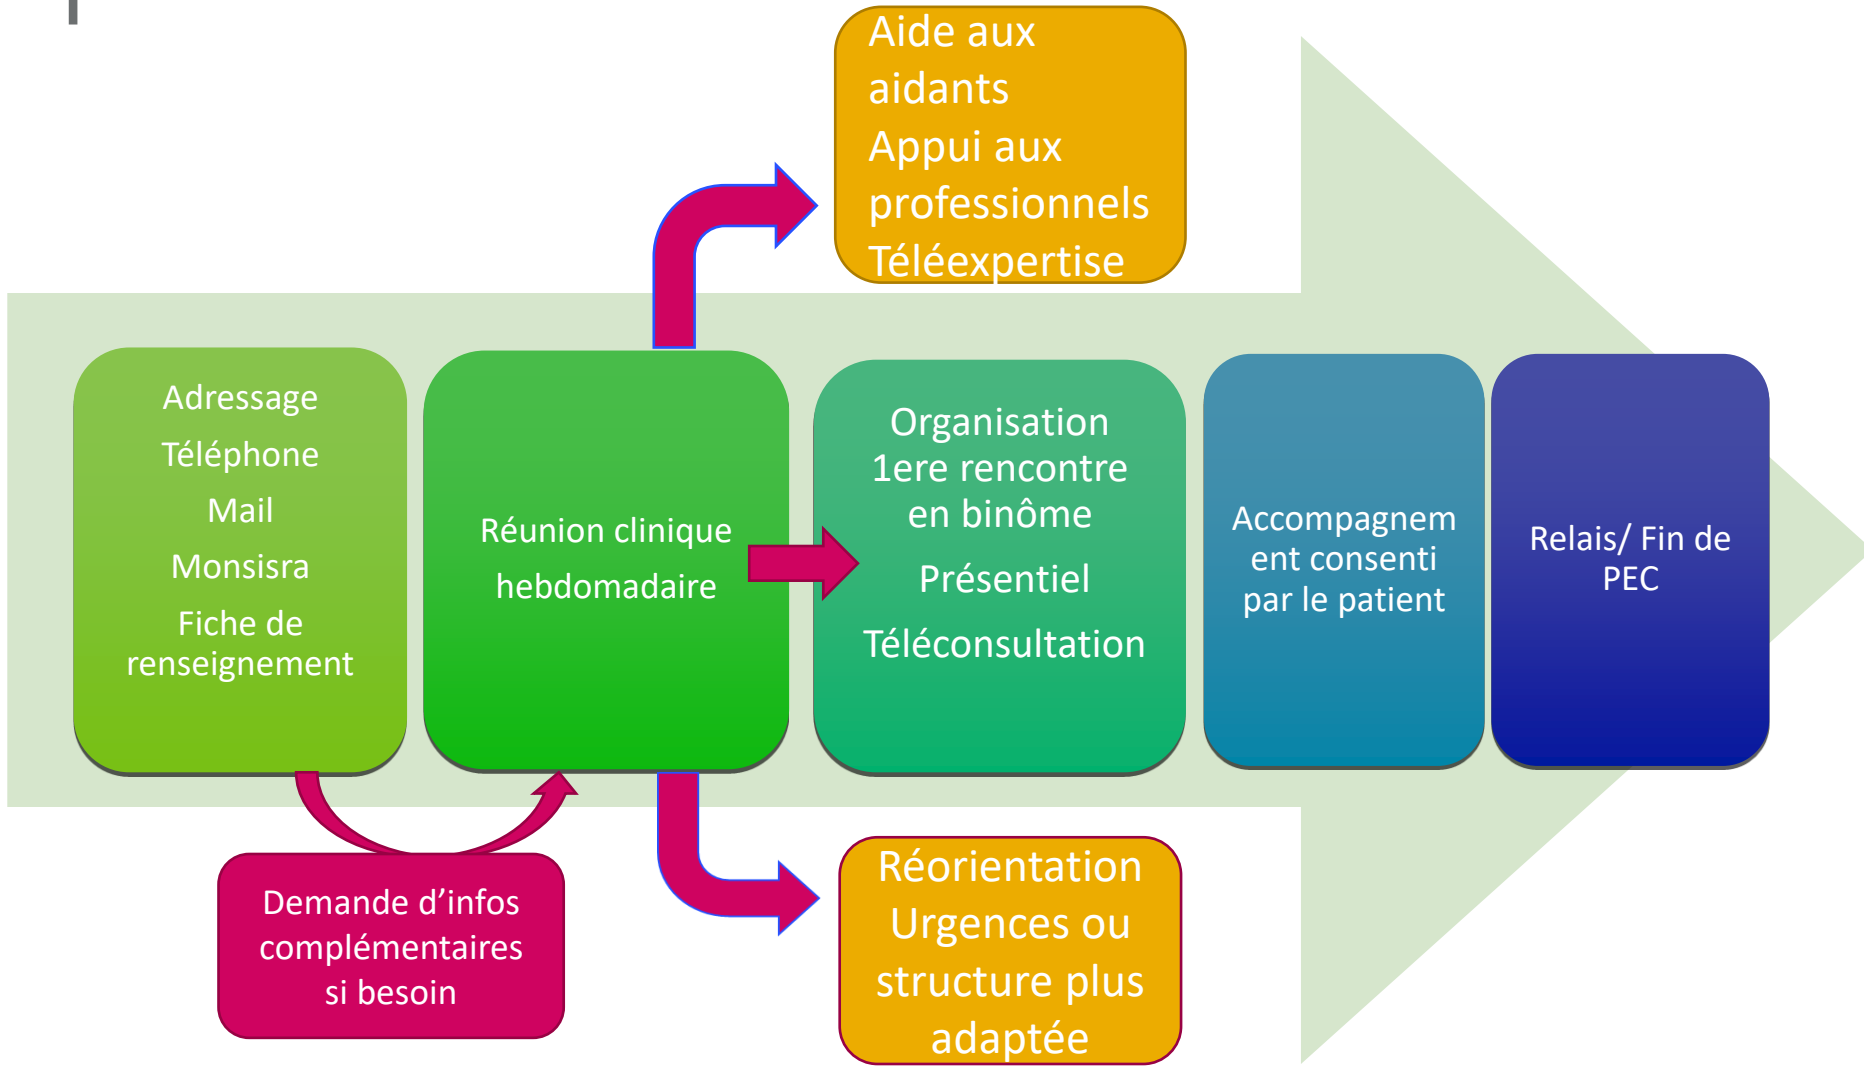 Aide aux
aidants
Appui aux
professionnels
Téléexpertise
Adressage
Téléphone
Mail
Monsisra
Fiche de
renseignement
Réunion clinique
hebdomadaire
Organisation
1ere rencontre
en binôme
Présentiel
Téléconsultation
Accompagnem
ent consenti
par le patient
Relais/ Fin de
PEC
Demande d’infos
complémentaires
si besoin
Réorientation
Urgences ou
structure plus
adaptée